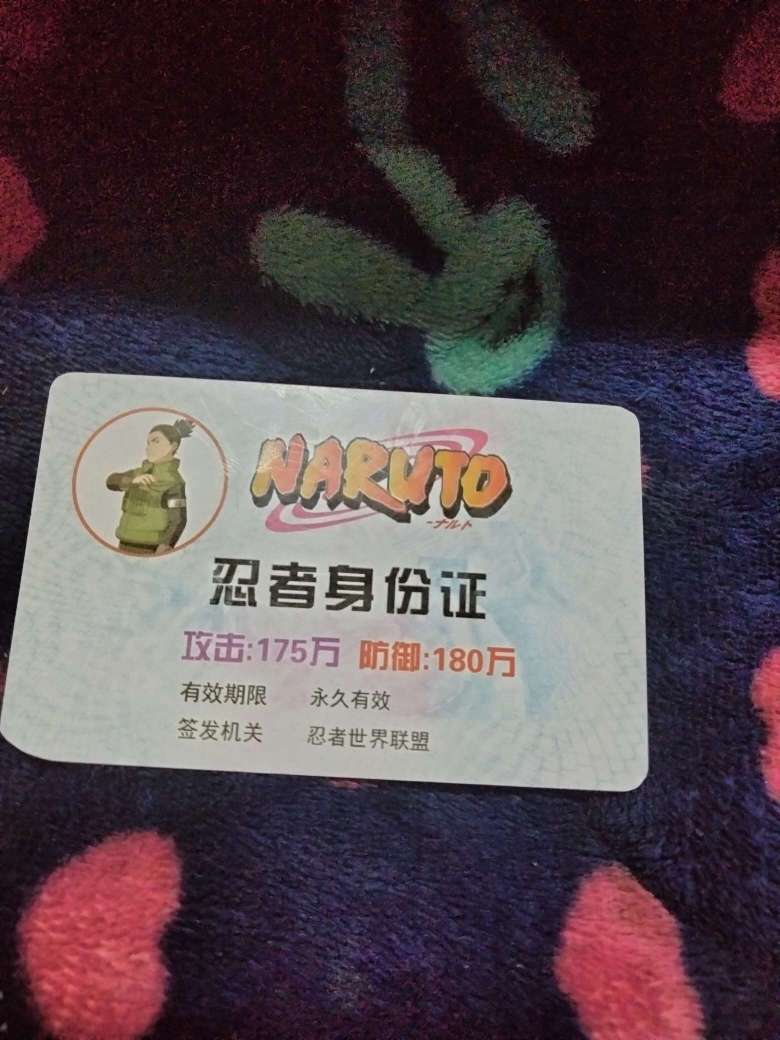 NARUTO
-ナルト
忍者身份证
攻击:175万 防御:180万
有效期限 永久有效
签发机关 忍者世界联盟